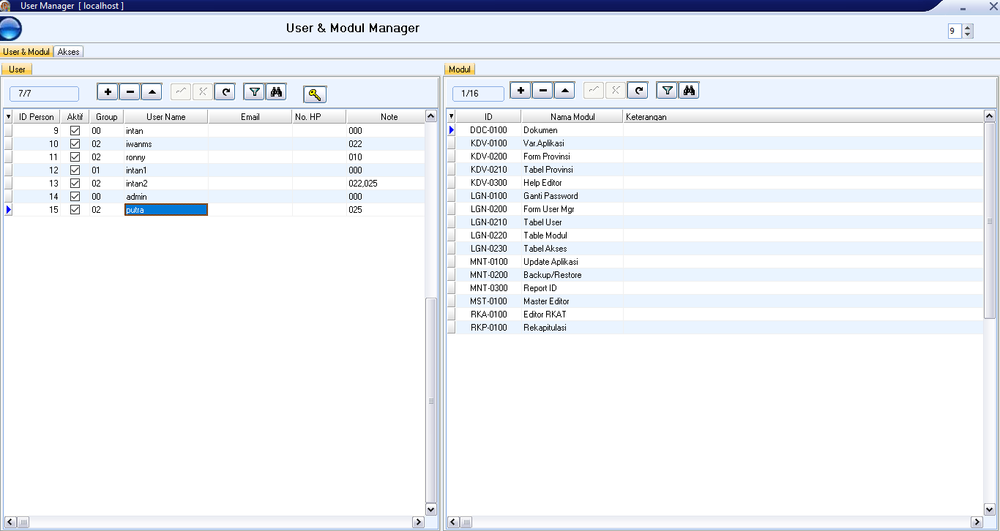 User Manager [ localhost ]
User & Modul Manager
9
User & Modul Akses
User
7/7
ID Person Aktif Group User Name Email No. HP Note
9 00 intan 000
10 02 iwanms 022
11 02 ronny 010
12 01 intan1 000
13 02 intan2 022,025
14 00 admin 000
15 02 putra 025
Modul
1/16
ID Nama Modul Keterangan
DOC-0100 Dokumen
KDV-0100 Var.Aplikasi
KDV-0200 Form Provinsi
KDV-0210 Tabel Provinsi
KDV-0300 Help Editor
LGN-0100 Ganti Password
LGN-0200 Form User Mgr
LGN-0210 Tabel User
LGN-0220 Table Modul
LGN-0230 Tabel Akses
MNT-0100 Update Aplikasi
MNT-0200 Backup/Restore
MNT-0300 Report ID
MST-0100 Master Editor
RKA-0100 Editor RKAT
RKP-0100 Rekapitulasi